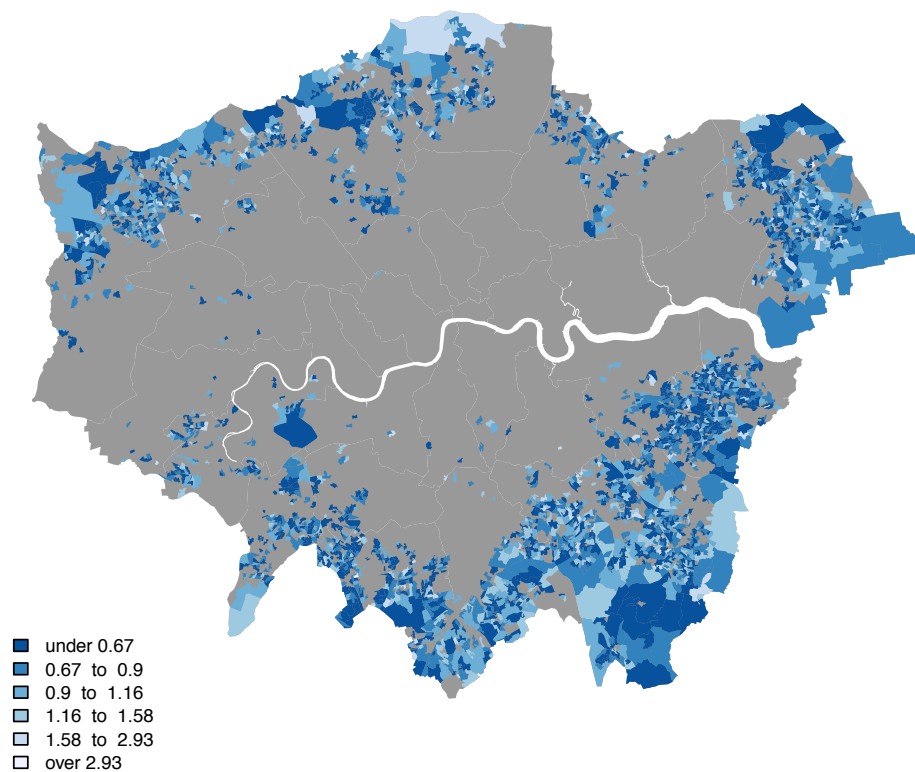 under 0.67
0.67 to 0.9
0.9 to 1.16
1.16 to 1.58
1.58 to 2.93
over 2.93